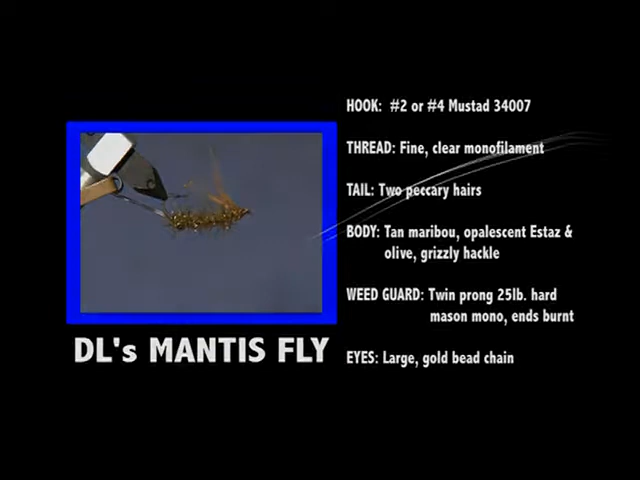 HOOK: #2 or #4 Mustad 34007
THREAD: Fine, clear monofilament
TAIL: Two peccary hairs
BODY: Tan maribou, opalescent Estaz &
olive, grizzly hackle
WEED GUARD: Twin prong 25lb. hard
mason mono, ends burnt
EYES: Large, gold bead chain
DL's MANTIS FLY